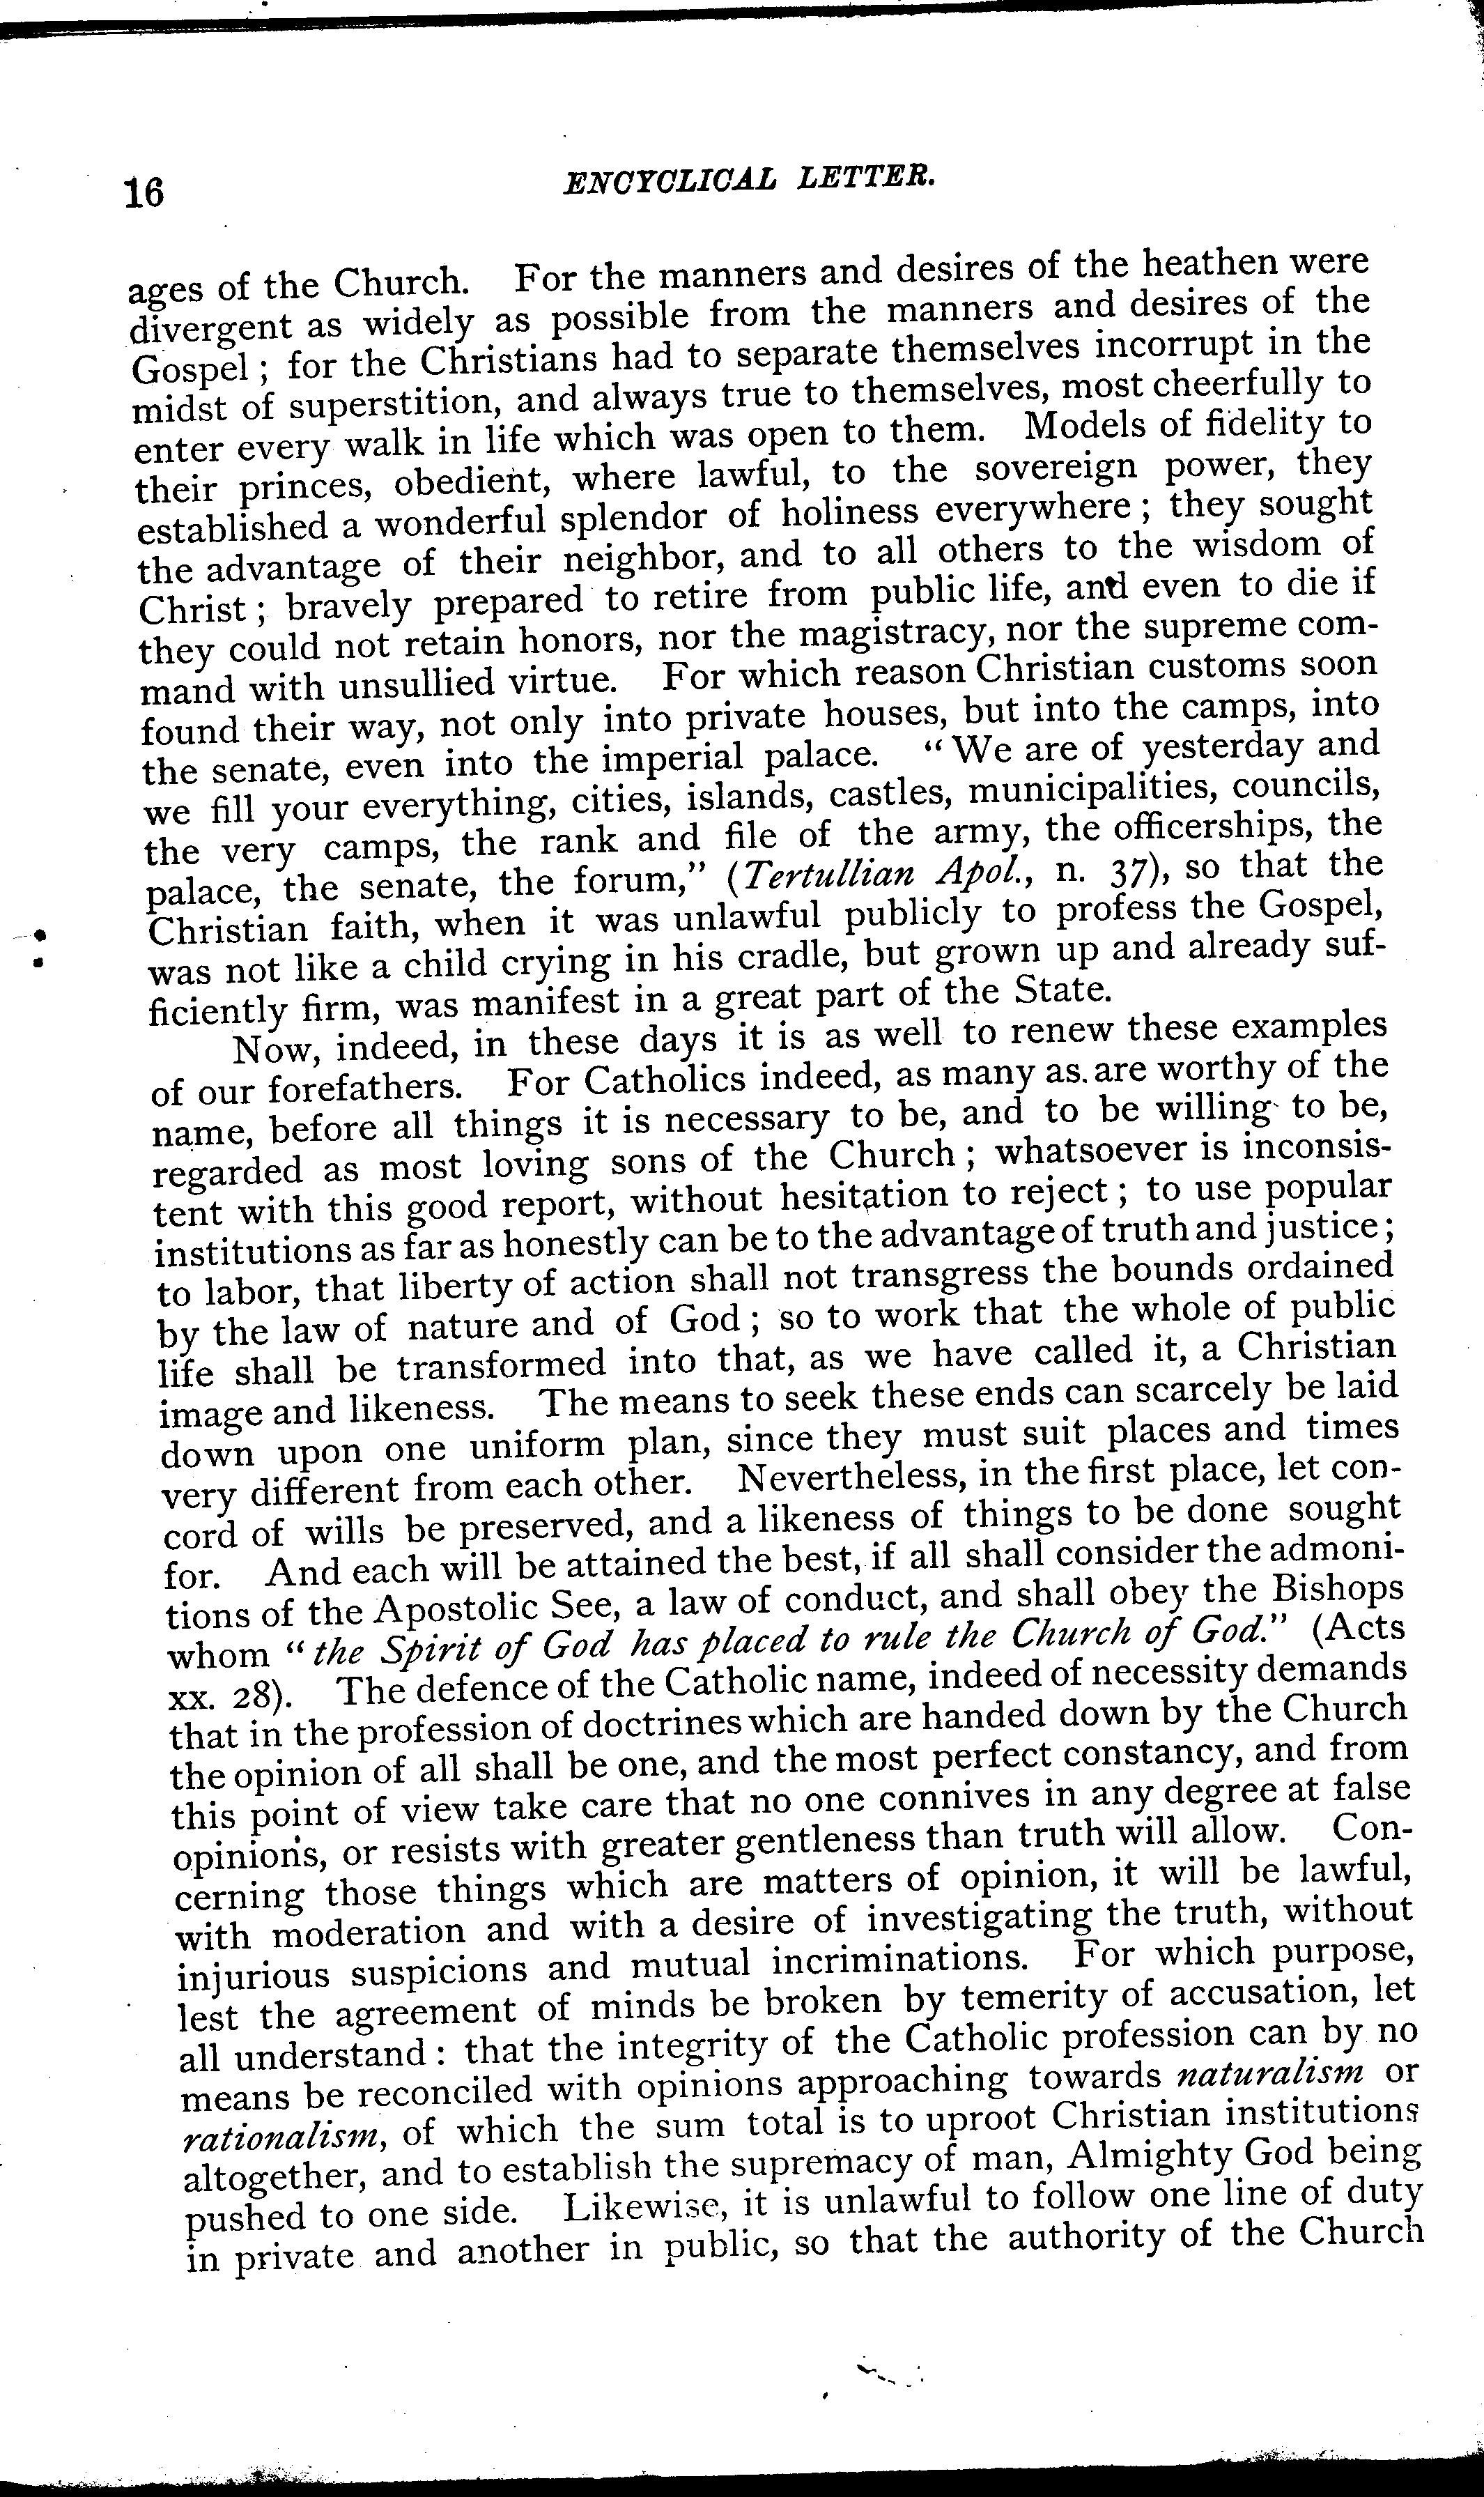 16 ENCYCLICAL LETTER.
ages of the Church. For the manners and desires of the heathen were
divergent as widely as possible from the manners and desires of the
Gospel ; for the Christians had to separate themselves incorrupt in the
midst of superstition, and always true to themselves, most cheerfully to
enter every walk in life which was open to them. Models of fidelity to
their princes, obedient, where lawful, to the sovereign power, they
established a wonderful splendor of holiness everywhere ; they sought
the advantage of their neighbor, and to all others to the wisdom of
Christ ; bravely prepared to retire from public life, and even to die if
they could not retain honors, nor the magistracy, nor the supreme com-
mand with unsullied virtue. For which reason Christian customs soon
found their way, not only into private houses, but into the camps, into
the senate, even into the imperial palace. “We are of yesterday and
we fill your everything, cities, islands, castles, municipalities, councils,
the very camps, the rank and file of the army, the officerships, the
palace, the senate, the forum,” (Tertullian Apol., n. 37), so that the
Christian faith, when it was unlawful publicly to profess the Gospel,
was not like a child crying in his cradle, but grown up and already suf-
ficiently firm, was manifest in a great part of the State.
Now, indeed, in these days it is as well to renew these examples
of our forefathers. For Catholics indeed, as many as are worthy of the
name, before all things it is necessary to be, and to be willing to be,
regarded as most loving sons of the Church ; whatsoever is inconsis-
tent with this good report, without hesitation to reject ; to use popular
institutions as far as honestly can be to the advantage of truth and justice ;
to labor, that liberty of action shall not transgress the bounds ordained
by the law of nature and of God ; so to work that the whole of public
life shall be transformed into that, as we have called it, a Christian
image and likeness. The means to seek these ends can scarcely be laid
down upon one uniform plan, since they must suit places and times
very different from each other. Nevertheless, in the first place, let con-
cord of wills be preserved, and a likeness of things to be done sought
for. And each will be attained the best, if all shall consider the admoni-
tions of the Apostolic See, a law of conduct, and shall obey the Bishops
whom “the Spirit of God has placed to rule the Church of God.” (Acts
xx. 28). The defence of the Catholic name, indeed of necessity demands
that in the profession of doctrines which are handed down by the Church
the opinion of all shall be one, and the most perfect constancy, and from
this point of view take care that no one connives in any degree at false
opinions, or resists with greater gentleness than truth will allow. Con-
cerning those things which are matters of opinion, it will be lawful,
with moderation and with a desire of investigating the truth, without
injurious suspicions and mutual incriminations. For which purpose,
lest the agreement of minds be broken by temerity of accusation, let
all understand : that the integrity of the Catholic profession can by no
means be reconciled with opinions approaching towards naturalism or
rationalism, of which the sum total is to uproot Christian institutions
altogether, and to establish the supremacy of man, Almighty God being
pushed to one side. Likewise, it is unlawful to follow one line of duty
in private and another in public, so that the authority of the Church